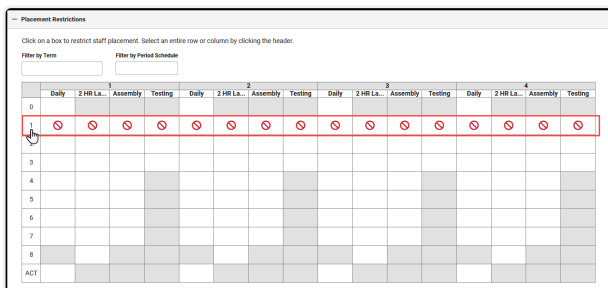 Placement Restrictions
Click on a box to restrict staff placement. Select an entire row or column by clicking the header.
Filter by Term Filter by Period Schedule
1 2 3 4
Daily 2 HR La... Assembly Testing Daily 2 HR La... Assembly Testing Daily 2 HR La... Assembly Testing Daily 2 HR La... Assembly Testing
0
1
2
3
4
5
6
7
8
ACT